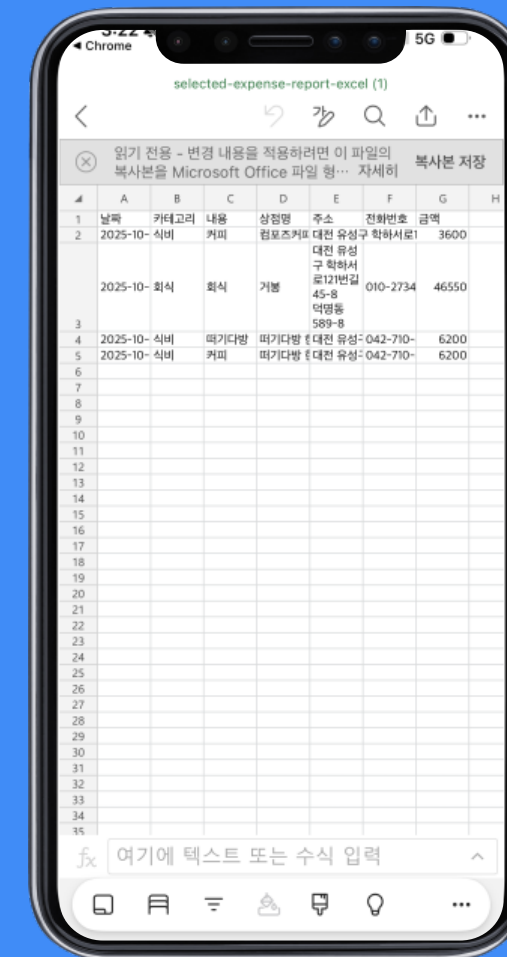 3:22
◀ Chrome
5G
selected-expense-report-excel (1)
읽기 전용 - 변경 내용을 적용하려면 이 파일의
복사본을 Microsoft Office 파일 형… 자세히
복사본 저장
A B C D E F G H
1 날짜 카테고리 내용 상점명 주소 전화번호 금액
2 2025-10- 식비 커피 컴포즈커피 대전 유성구 학하서로1 3600
3 2025-10- 회식 회식 거봉 대전 유성
구 학하서
로121번길
45-8
덕명동
589-8 010-2734 46550
4 2025-10- 식비 떠기다방 떠기다방 대전 유성 042-710- 6200
5 2025-10- 식비 커피 떠기다방 대전 유성 042-710- 6200
6
7
8
9
10
11
12
13
14
15
16
17
18
19
20
21
22
23
24
25
26
27
28
29
30
31
32
33
34
35
fx 여기에 텍스트 또는 수식 입력